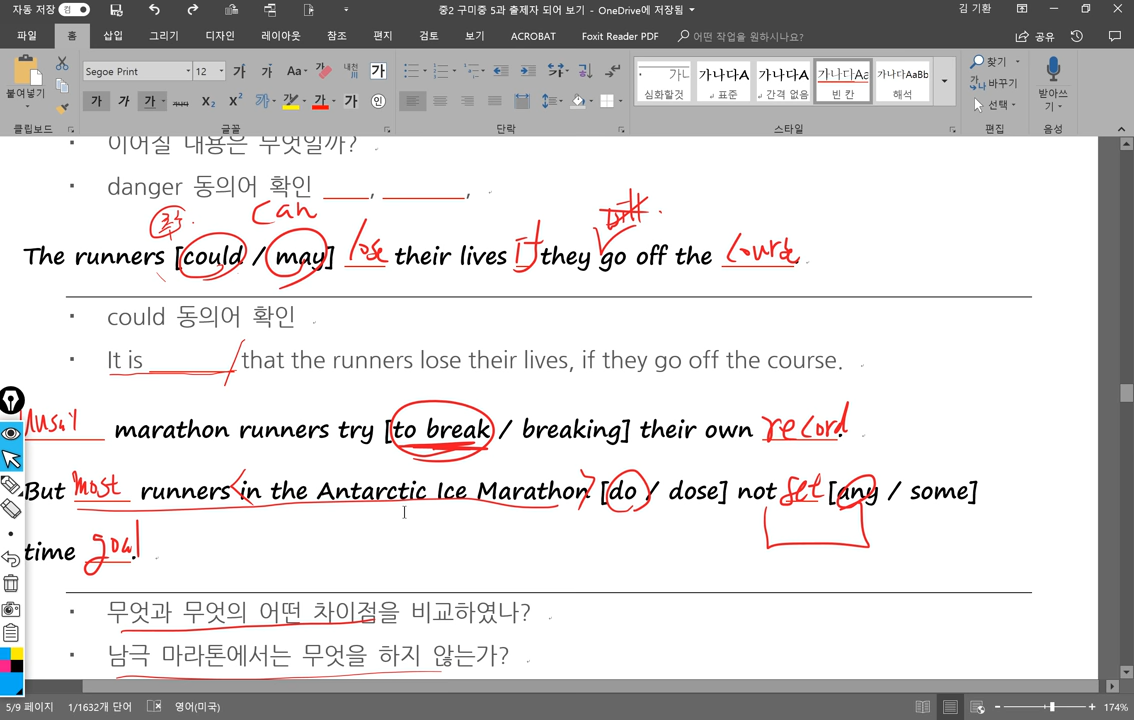 자동 저장 컴 중2 구미중 5과 출제자 되어 보기 - OneDrive에 저장됨 김 기환
파일 홈 삽입 그리기 디자인 레이아웃 참조 편지 검토 보기 ACROBAT Foxit Reader PDF 어떤 작업을 원하시나요? 공유
붙여넣기 Segoe Print 12 가 가 Aa 내천 가 가나다 가나다A 가나다A 가나다Aa 가나다AaBb 찾기 바꾸기 선택 받아쓰기
심화할것 표준 간격 없음 빈 칸 해석
클립보드 글꼴 단락 스타일 편집 음성
이어질 내용은 무엇일까?
danger 동의어 확인 ____, ________,
can
The runners [could / may] lose their lives if they go off the course.
could 동의어 확인
It is ________ that the runners lose their lives, if they go off the course.
marathon runners try [to break / breaking] their own record.
But most runners in the Antarctic Ice Marathon [do / dose] not set [any / some]
time goal.
무엇과 무엇의 어떤 차이점을 비교하였나?
남극 마라톤에서는 무엇을 하지 않는가?
5/9 페이지 1/1632개 단어 영어(미국) 174%